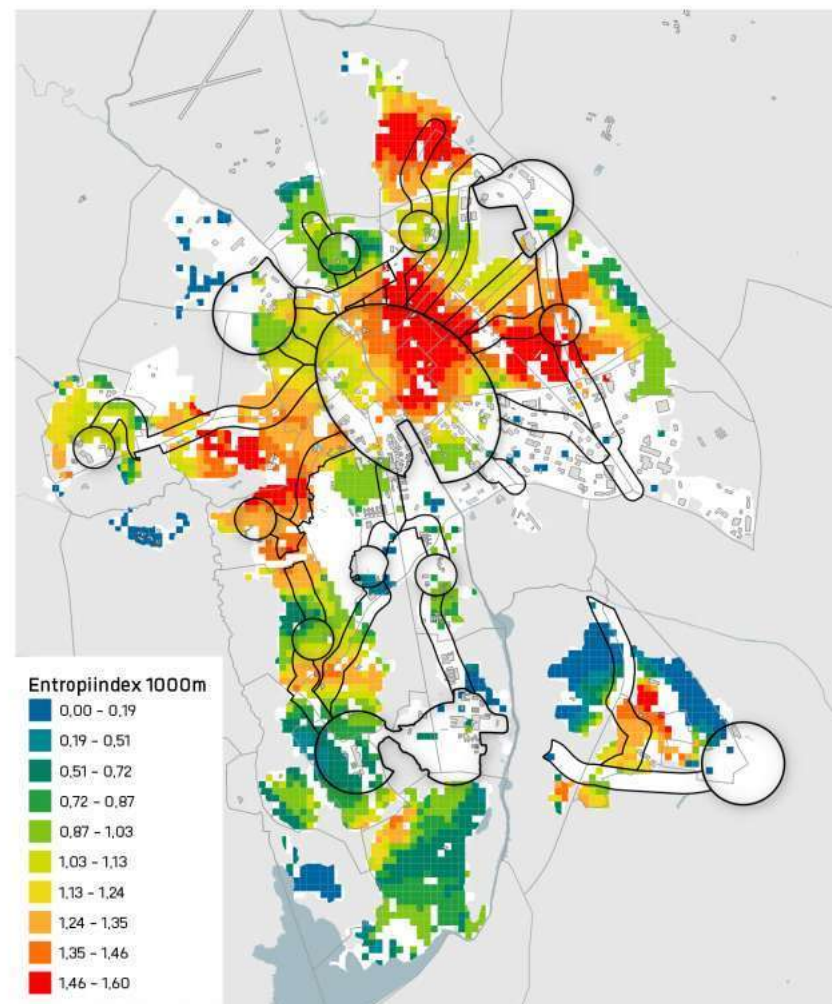 Entropiindex 1000m
0,00 - 0,19
0,19 - 0,51
0,51 - 0,72
0,72 - 0,87
0,87 - 1,03
1,03 - 1,13
1,13 - 1,24
1,24 - 1,35
1,35 - 1,46
1,46 - 1,60